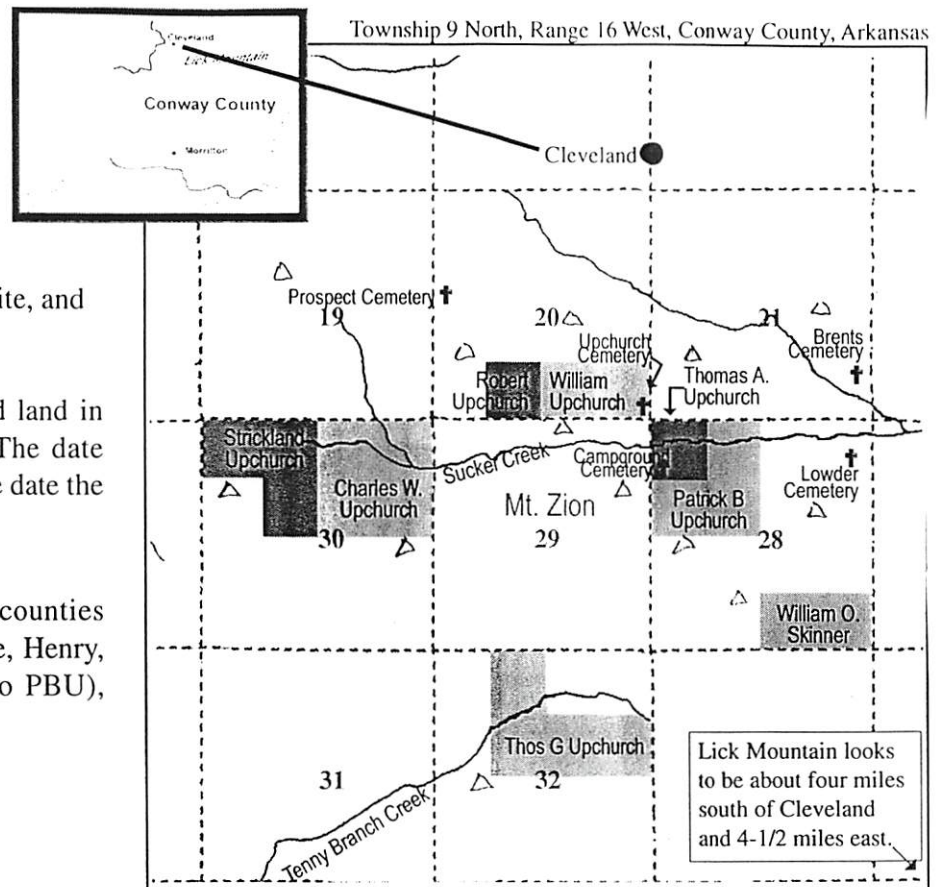 Township 9 North, Range 16 West, Conway County, Arkansas
Cleveland
Lick Mountain
Conway County
Morrilton
Cleveland
ite, and
d land in
The date
e date the
counties
e, Henry,
o PBU),
Prospect Cemetery
19
20
21
Upchurch
Cemetery
Brents
Cemetery
Robert
Upchurch
William
Upchurch
Thomas A.
Upchurch
Strickland
Upchurch
Charles W.
Upchurch
30
Sucker Creek
Mt. Zion
29
Campground
Cemetery
Patrick B
Upchurch
28
Lowder
Cemetery
William O.
Skinner
Thos G Upchurch
31
32
Tenny Branch Creek
Lick Mountain looks
to be about four miles
south of Cleveland
and 4-1/2 miles east.